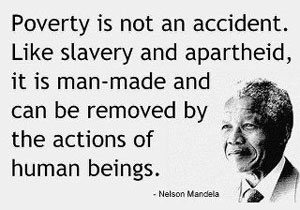 Poverty is not an accident.
Like slavery and apartheid,
it is man-made and
can be removed by
the actions of
human beings.
- Nelson Mandela